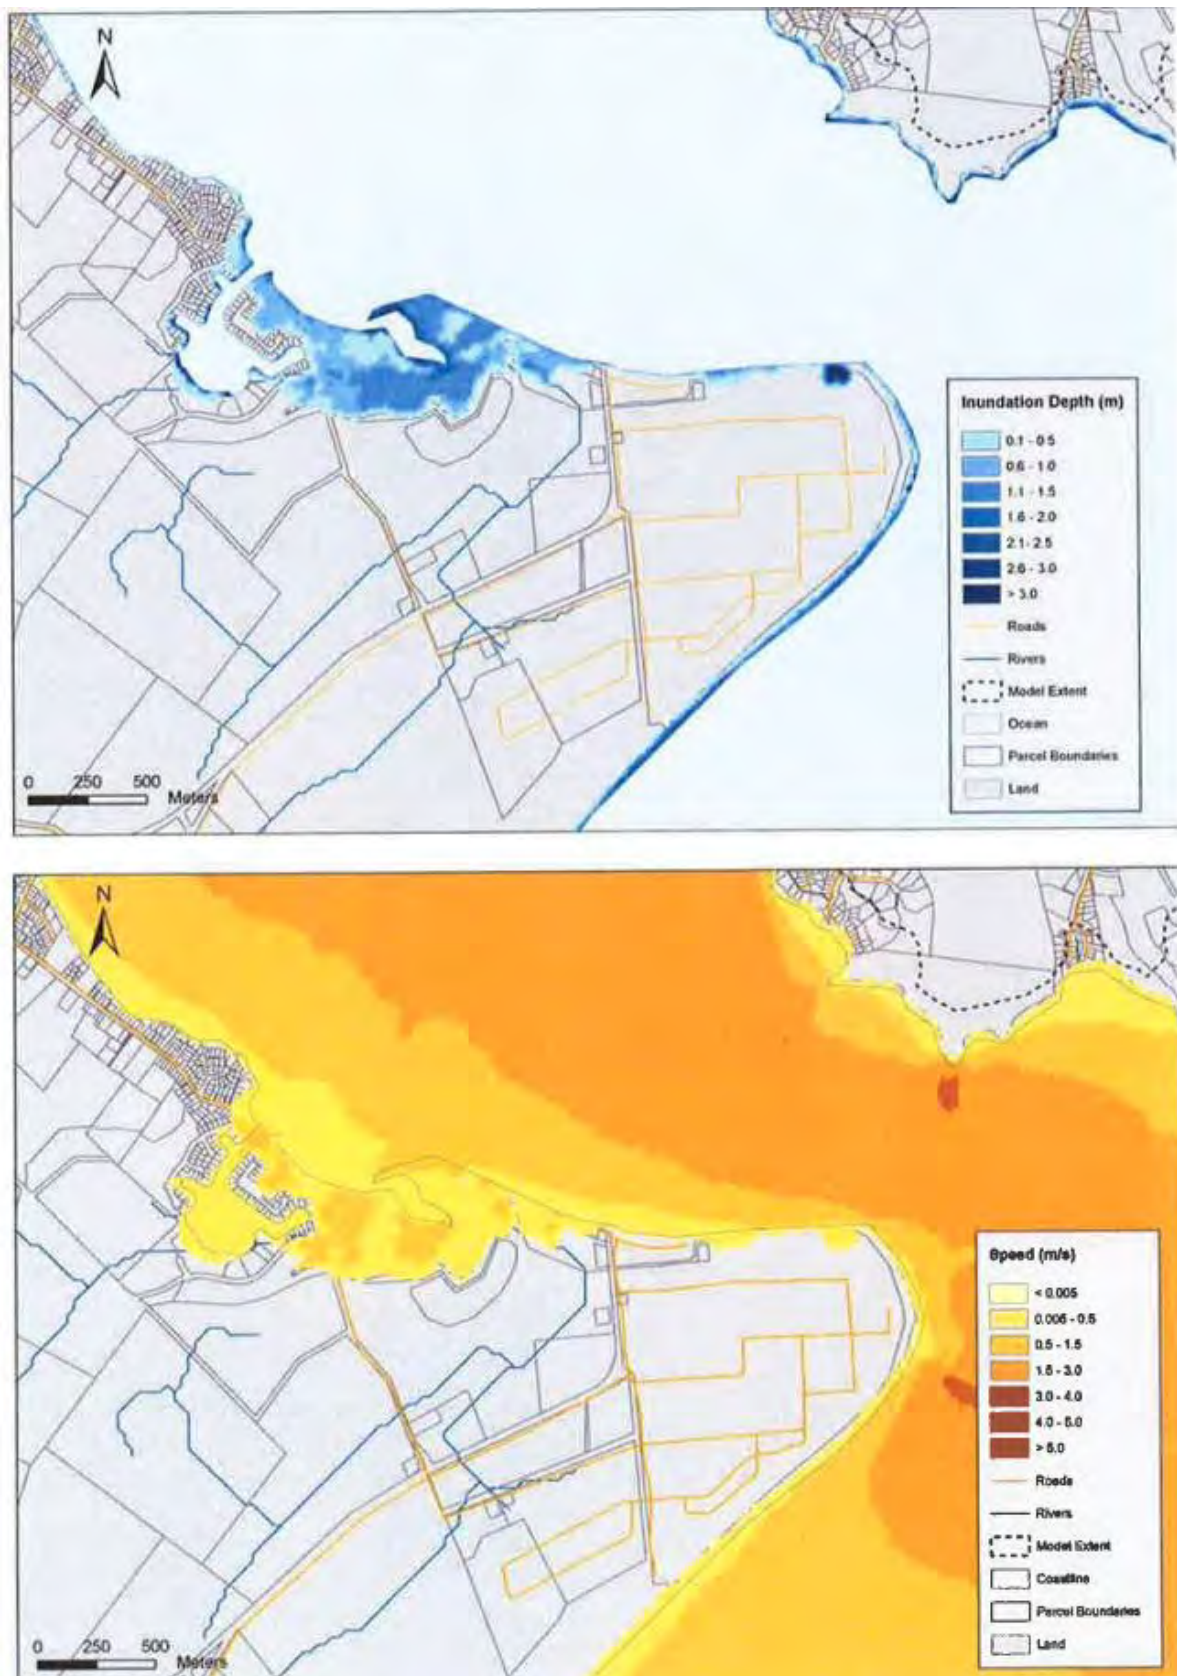 N
Inundation Depth (m)
0.1 - 0.5
0.6 - 1.0
1.1 - 1.5
1.6 - 2.0
2.1- 2.5
2.6 - 3.0
> 3.0
Roads
Rivers
Model Extent
Ocean
Parcel Boundaries
Land
0 250 500
Meters
N
Speed (m/s)
< 0.005
0.005 - 0.5
0.5 - 1.5
1.5 - 3.0
3.0 - 4.0
4.0 - 5.0
> 5.0
Roads
Rivers
Model Extent
Coastline
Parcel Boundaries
Land
0 250 500
Meters